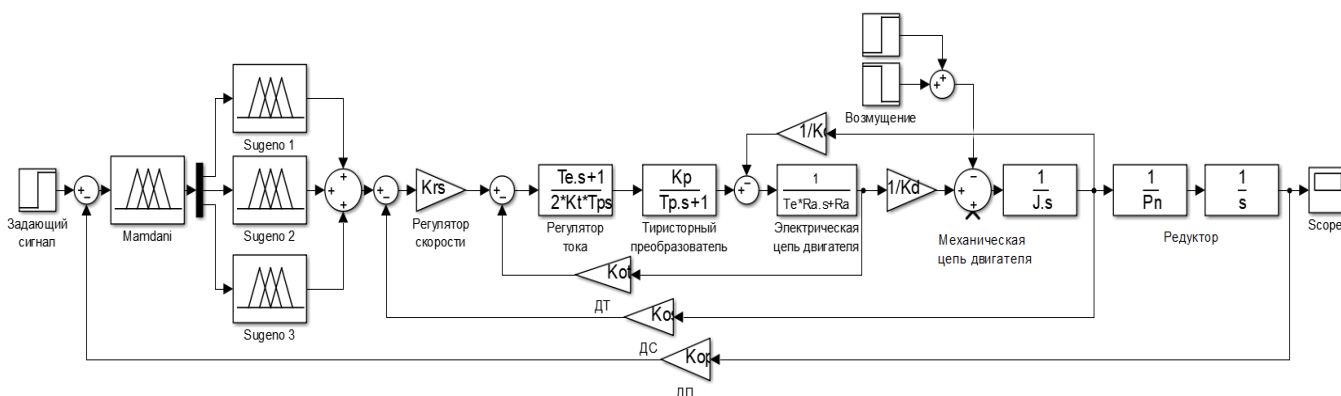 Возмущение
1/K
Sugeno 1
Задающий
сигнал
Mamdani
Sugeno 2
Sugeno 3
Krs
Регулятор
скорости
Te.s+1
2*Kt*Tps
Регулятор
тока
Kp
Tp.s+1
Тиристорный
преобразователь
1
Te*Ra.s+Ra
Электрическая
цепь двигателя
1/Kd
1
J.s
Механическая
цепь двигателя
1
Pn
1
s
Редуктор
Scope
Kot
ДТ
Kos
ДС
Kop
ДП